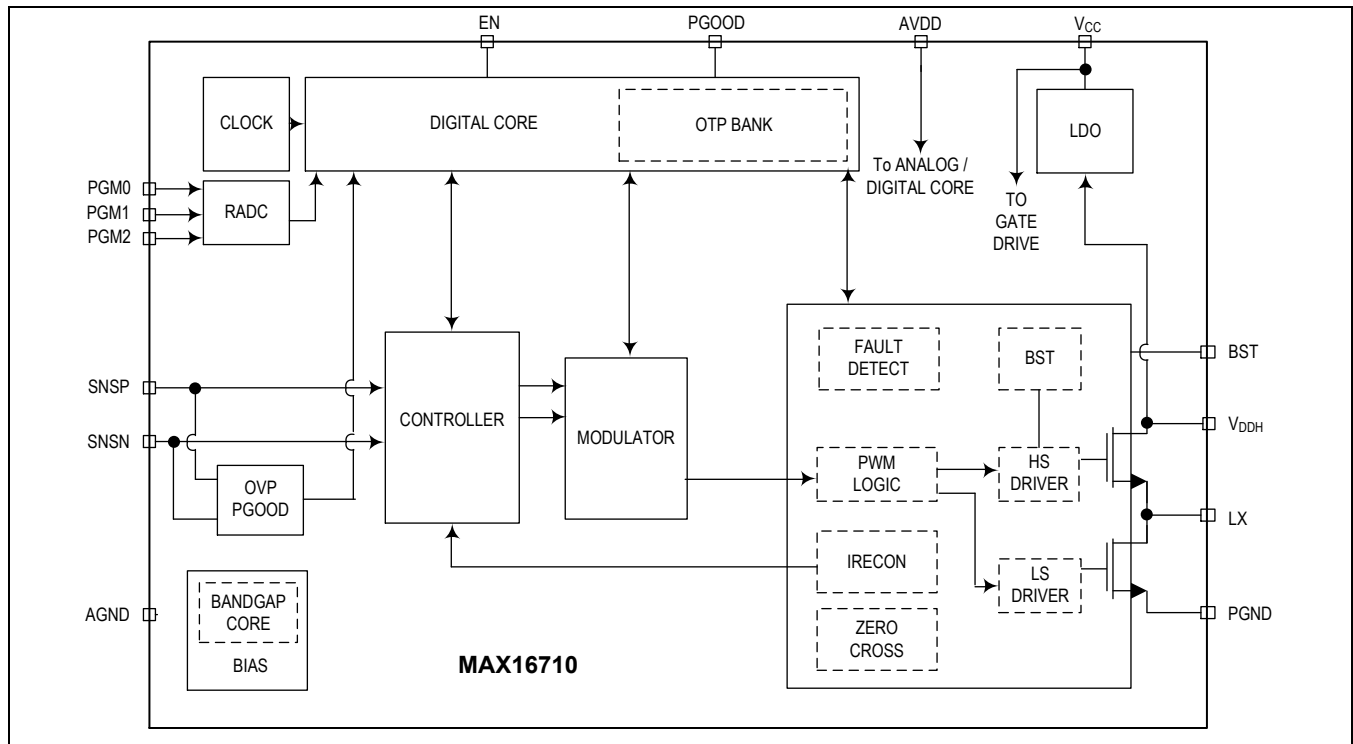 EN
PGOOD
AVDD
VCC
CLOCK
DIGITAL CORE
OTP BANK
LDO
To ANALOG /
DIGITAL CORE
TO
GATE
DRIVE
PGM0
PGM1
PGM2
RADC
FAULT
DETECT
BST
BST
SNSP
SNSN
CONTROLLER
MODULATOR
VDDH
PWM
LOGIC
HS
DRIVER
OVP
PGOOD
LX
IRECON
LS
DRIVER
AGND
BANDGAP
CORE
BIAS
ZERO
CROSS
PGND
MAX16710